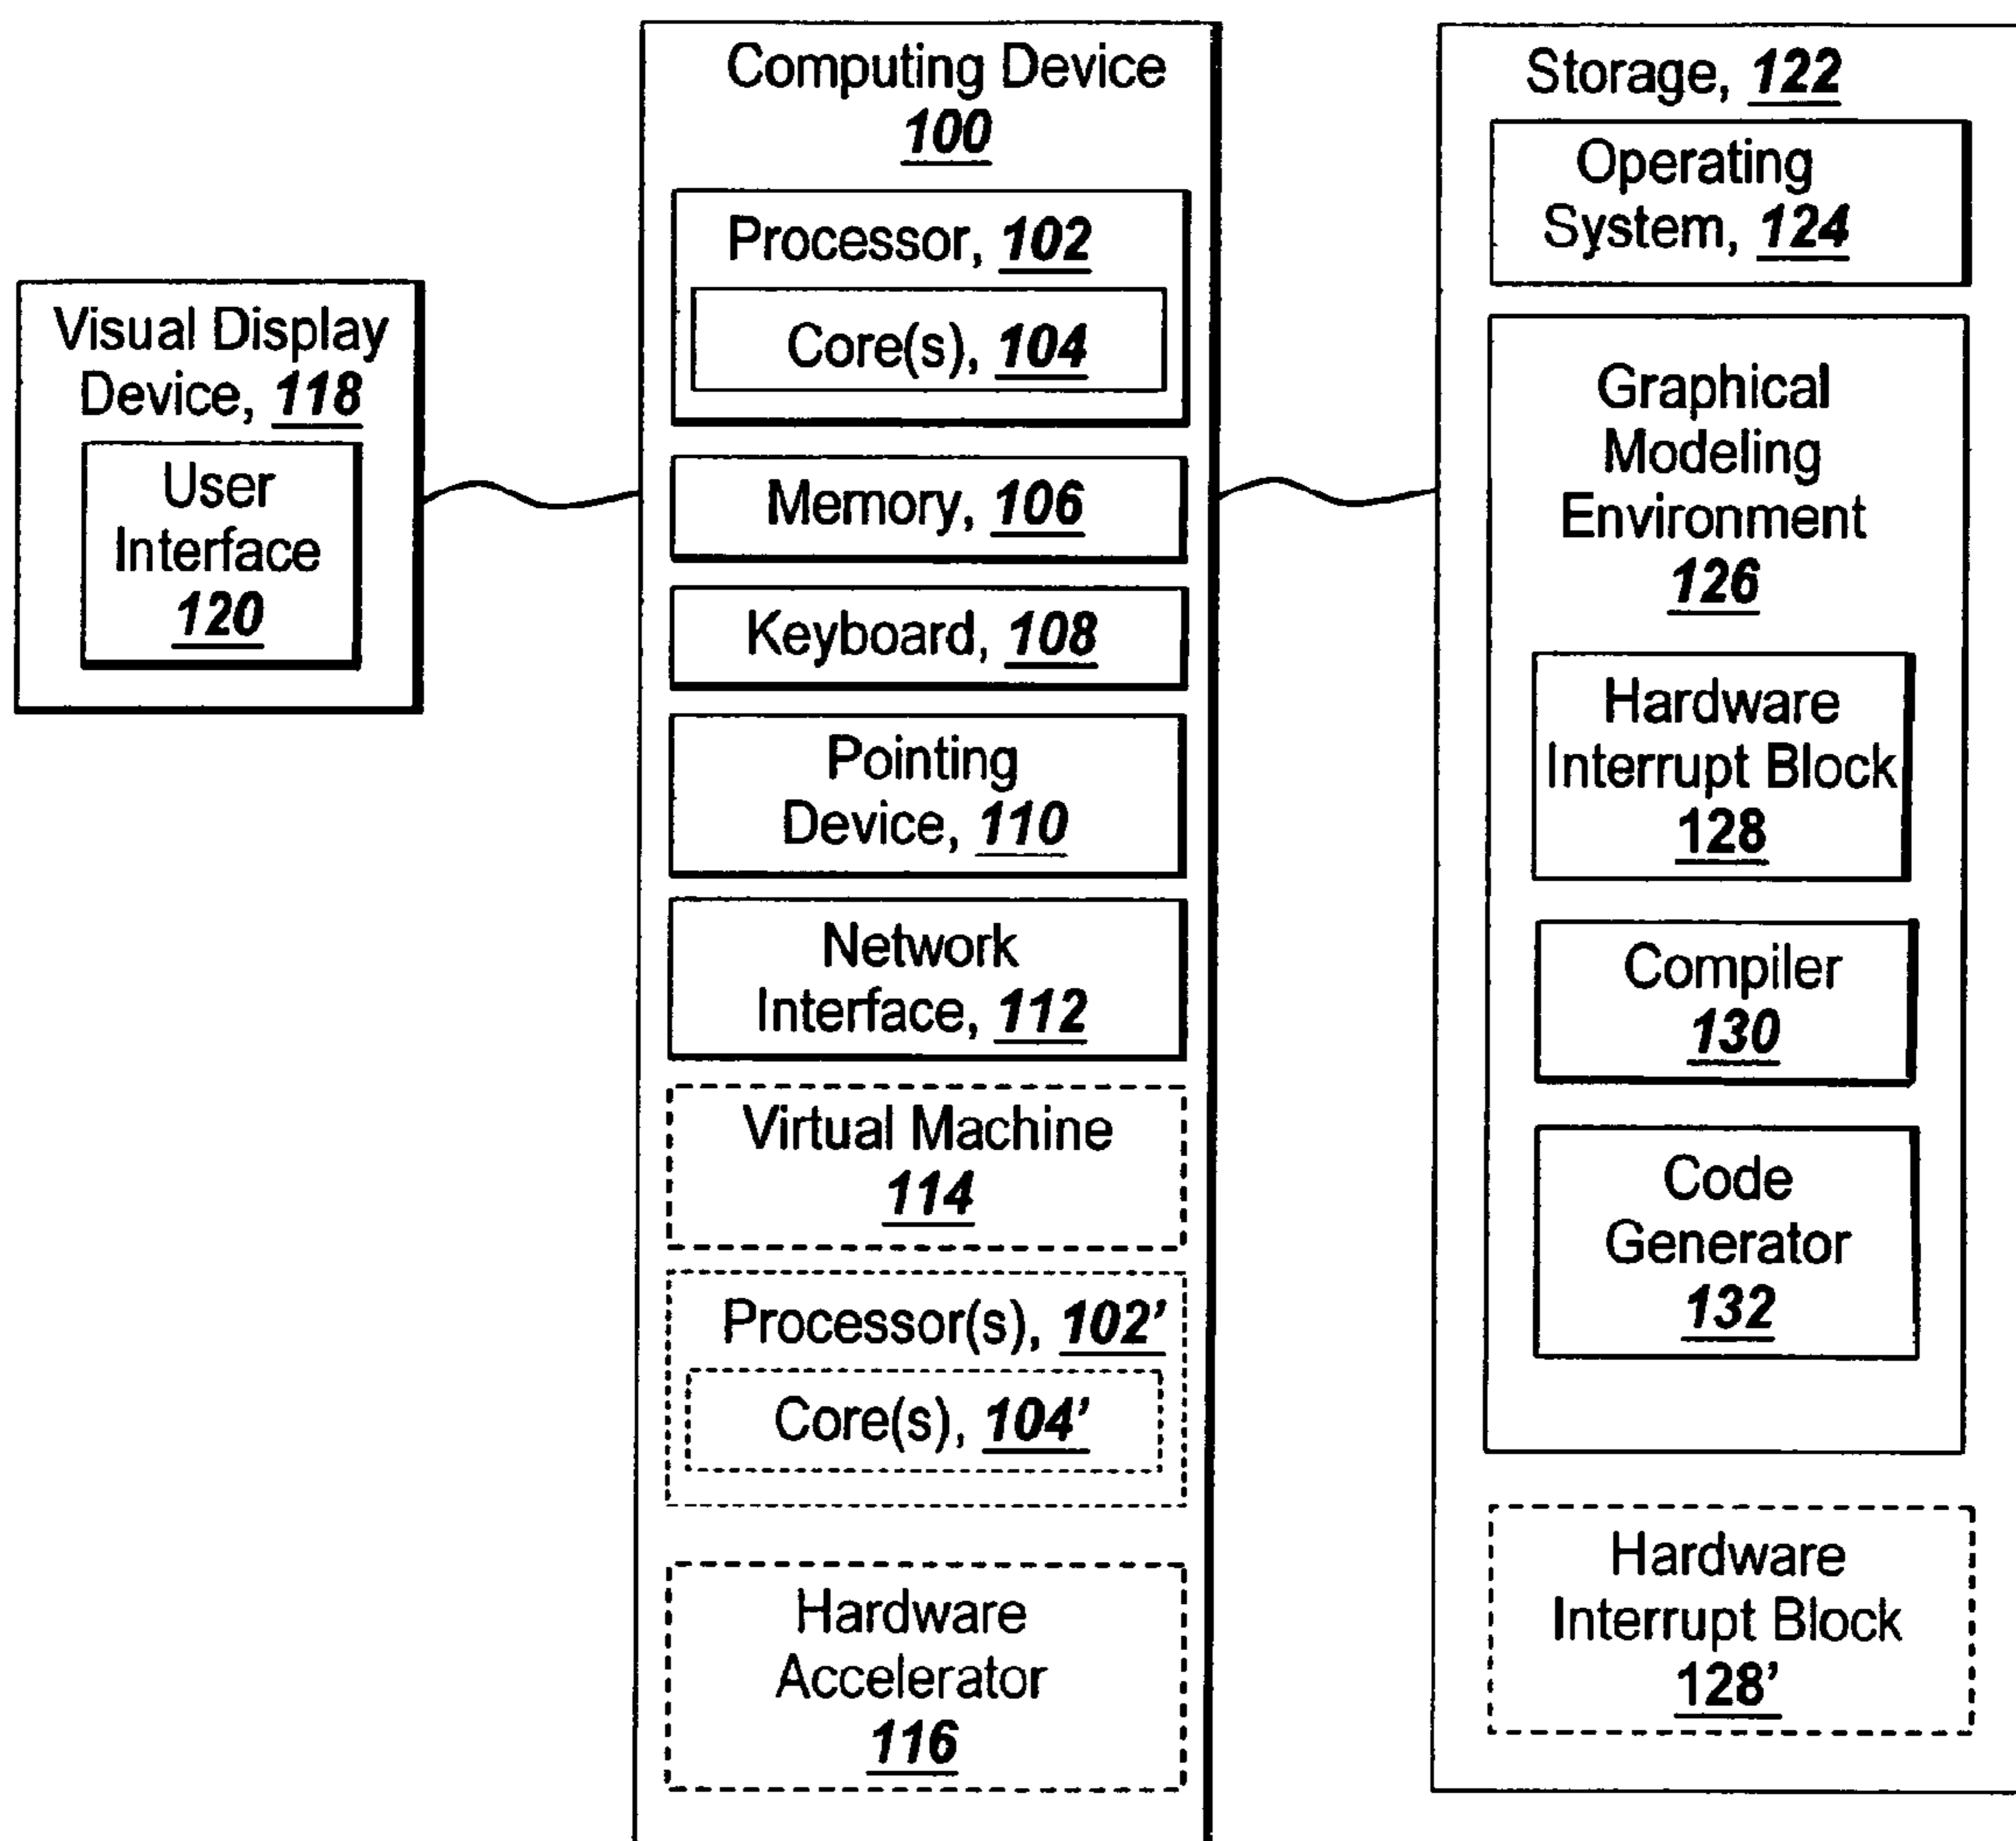 Visual Display
Device, 118
User
Interface
120
Computing Device
100
Processor, 102
Core(s), 104
Memory, 106
Keyboard, 108
Pointing
Device, 110
Network
Interface, 112
Virtual Machine
114
Processor(s), 102’
Core(s), 104’
Hardware
Accelerator
116
Storage, 122
Operating
System, 124
Graphical
Modeling
Environment
126
Hardware
Interrupt Block
128
Compiler
130
Code
Generator
132
Hardware
Interrupt Block
128’